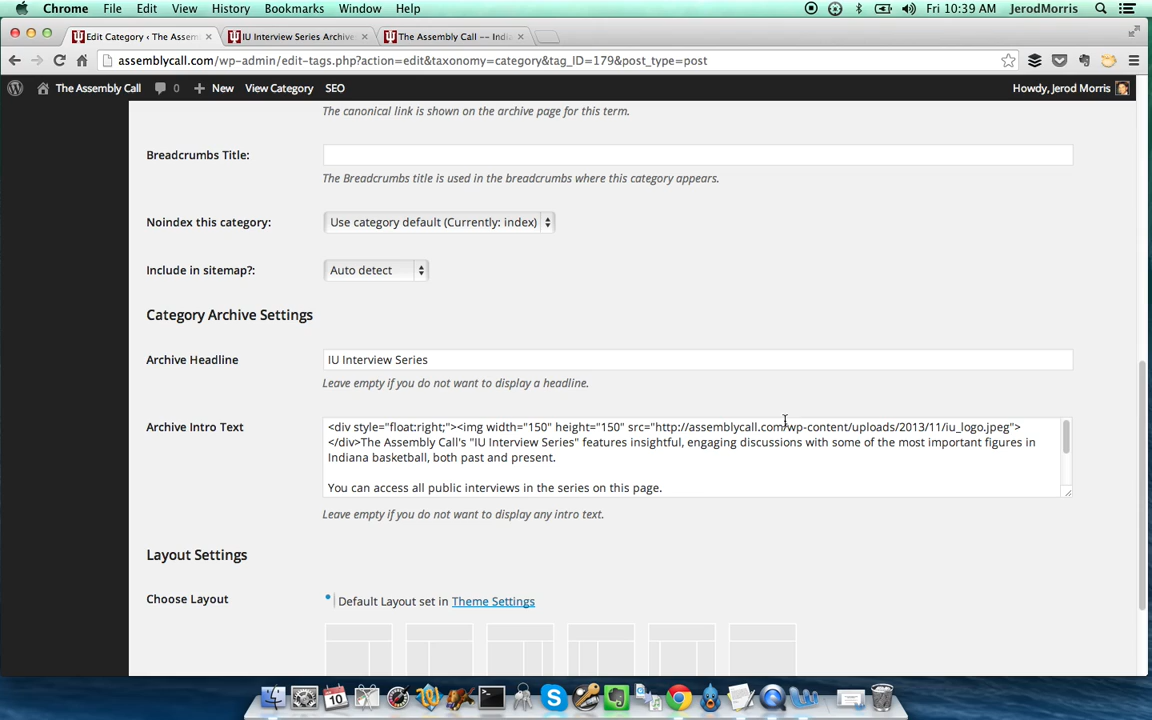 Chrome File Edit View History Bookmarks Window Help Fri 10:39 AM JerodMorris
Edit Category ‹ The Assem IU Interview Series Archive The Assembly Call -- India
assemblycall.com/wp-admin/edit-tags.php?action=edit&taxonomy=category&tag_ID=179&post_type=post
The Assembly Call 0 New View Category SEO Howdy, Jerod Morris
The canonical link is shown on the archive page for this term.
Breadcrumbs Title:
The Breadcrumbs title is used in the breadcrumbs where this category appears.
Noindex this category: Use category default (Currently: index)
Include in sitemap?: Auto detect
Category Archive Settings
Archive Headline IU Interview Series
Leave empty if you do not want to display a headline.
Archive Intro Text <div style="float:right;"><img width="150" height="150" src="http://assemblycall.com/wp-content/uploads/2013/11/iu_logo.jpeg">
</div>The Assembly Call's "IU Interview Series" features insightful, engaging discussions with some of the most important figures in
Indiana basketball, both past and present.
You can access all public interviews in the series on this page.
Leave empty if you do not want to display any intro text.
Layout Settings
Choose Layout Default Layout set in Theme Settings